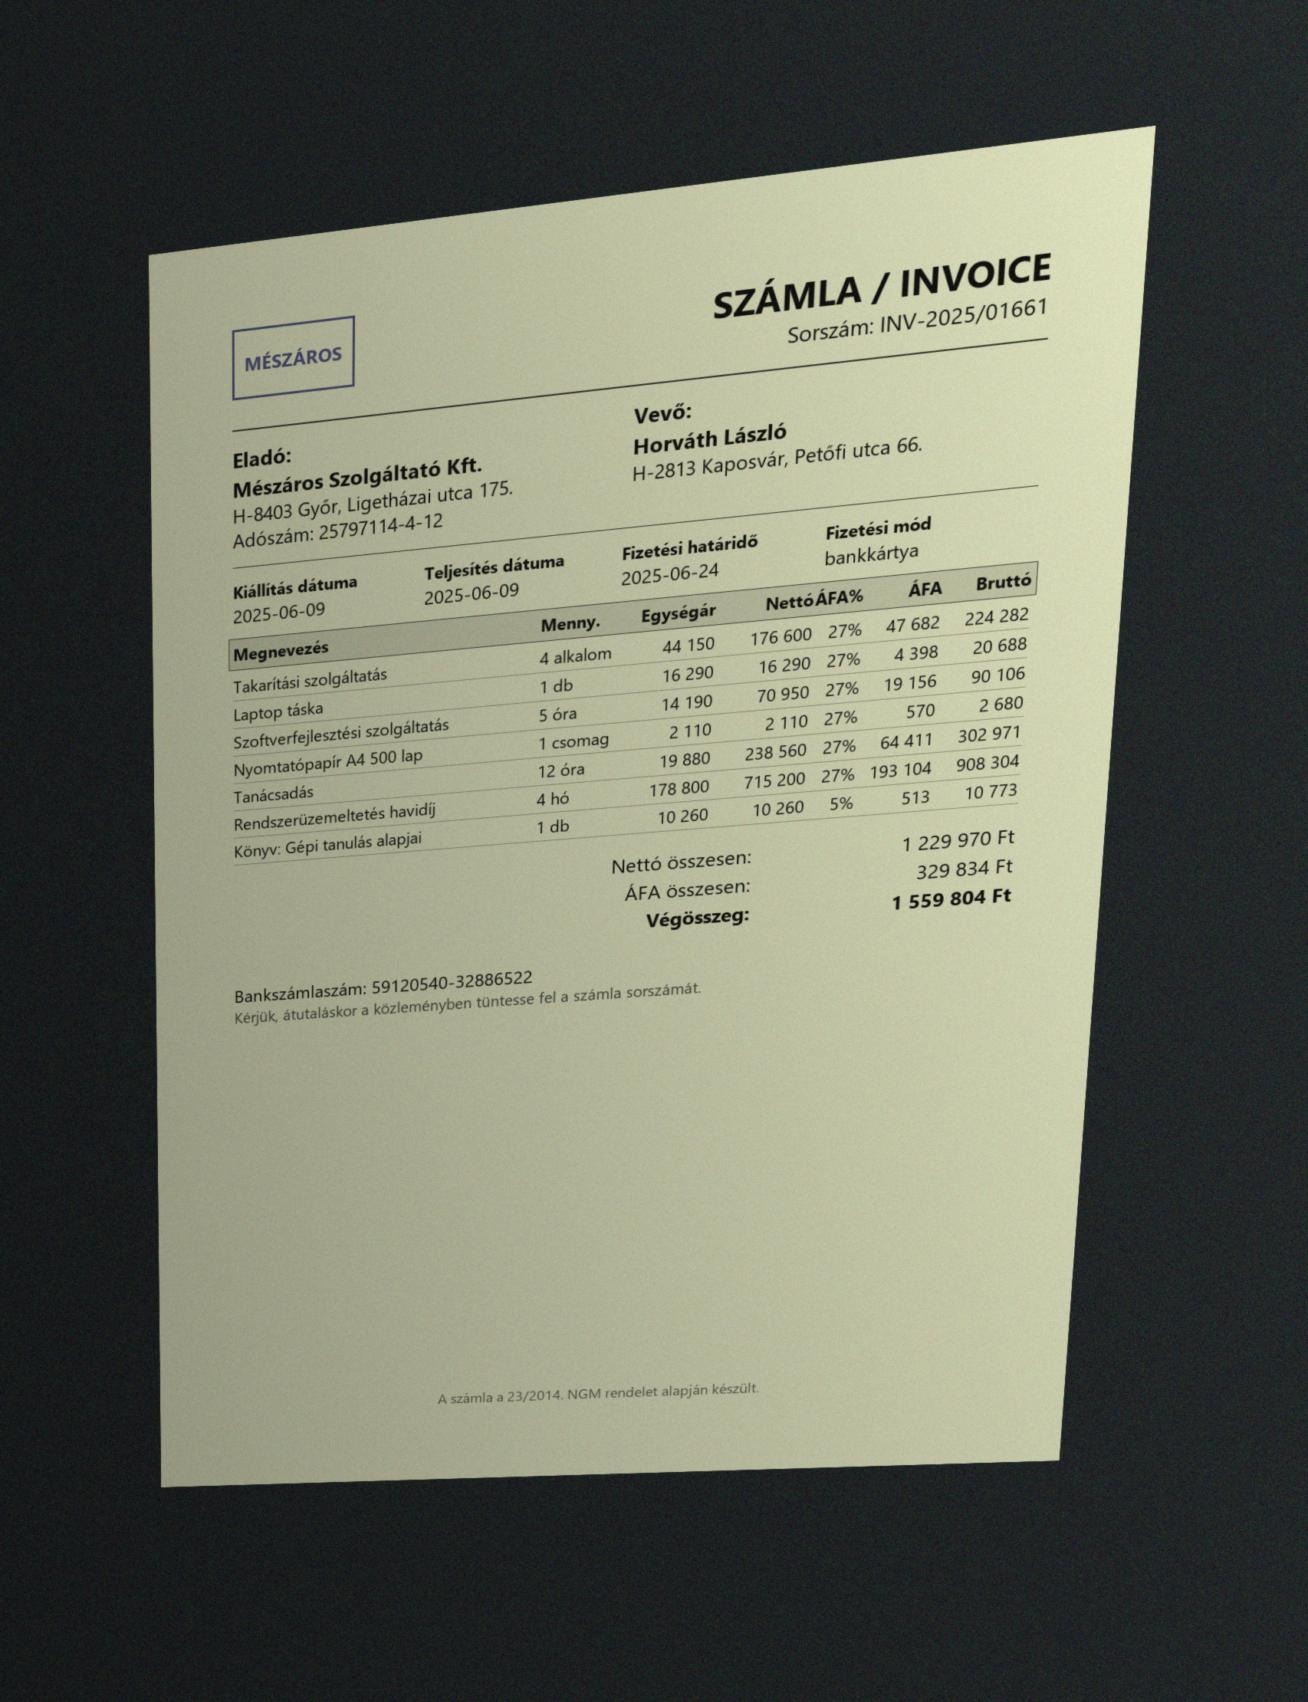 MÉSZÁROS
SZÁMLA / INVOICE
Sorszám: INV-2025/01661
Eladó:
Mészáros Szolgáltató Kft.
H-8403 Győr, Ligetházai utca 175.
Adószám: 25797114-4-12
Vevő:
Horváth László
H-2813 Kaposvár, Petőfi utca 66.
Kiállítás dátuma Teljesítés dátuma Fizetési határidő Fizetési mód
2025-06-09 2025-06-09 2025-06-24 bankkártya
Megnevezés Menny. Egységár Nettó ÁFA% ÁFA Bruttó
Takarítási szolgáltatás 4 alkalom 44 150 176 600 27% 47 682 224 282
Laptop táska 1 db 16 290 16 290 27% 4 398 20 688
Szoftverfejlesztési szolgáltatás 5 óra 14 190 70 950 27% 19 156 90 106
Nyomtatópapír A4 500 lap 1 csomag 2 110 2 110 27% 570 2 680
Tanácsadás 12 óra 19 880 238 560 27% 64 411 302 971
Rendszerüzemeltetés havidíj 4 hó 178 800 715 200 27% 193 104 908 304
Könyv: Gépi tanulás alapjai 1 db 10 260 10 260 5% 513 10 773
Nettó összesen: 1 229 970 Ft
ÁFA összesen: 329 834 Ft
Végösszeg: 1 559 804 Ft
Bankszámlaszám: 59120540-32886522
Kérjük, átutaláskor a közleményben tüntesse fel a számla sorszámát.
A számla a 23/2014. NGM rendelet alapján készült.